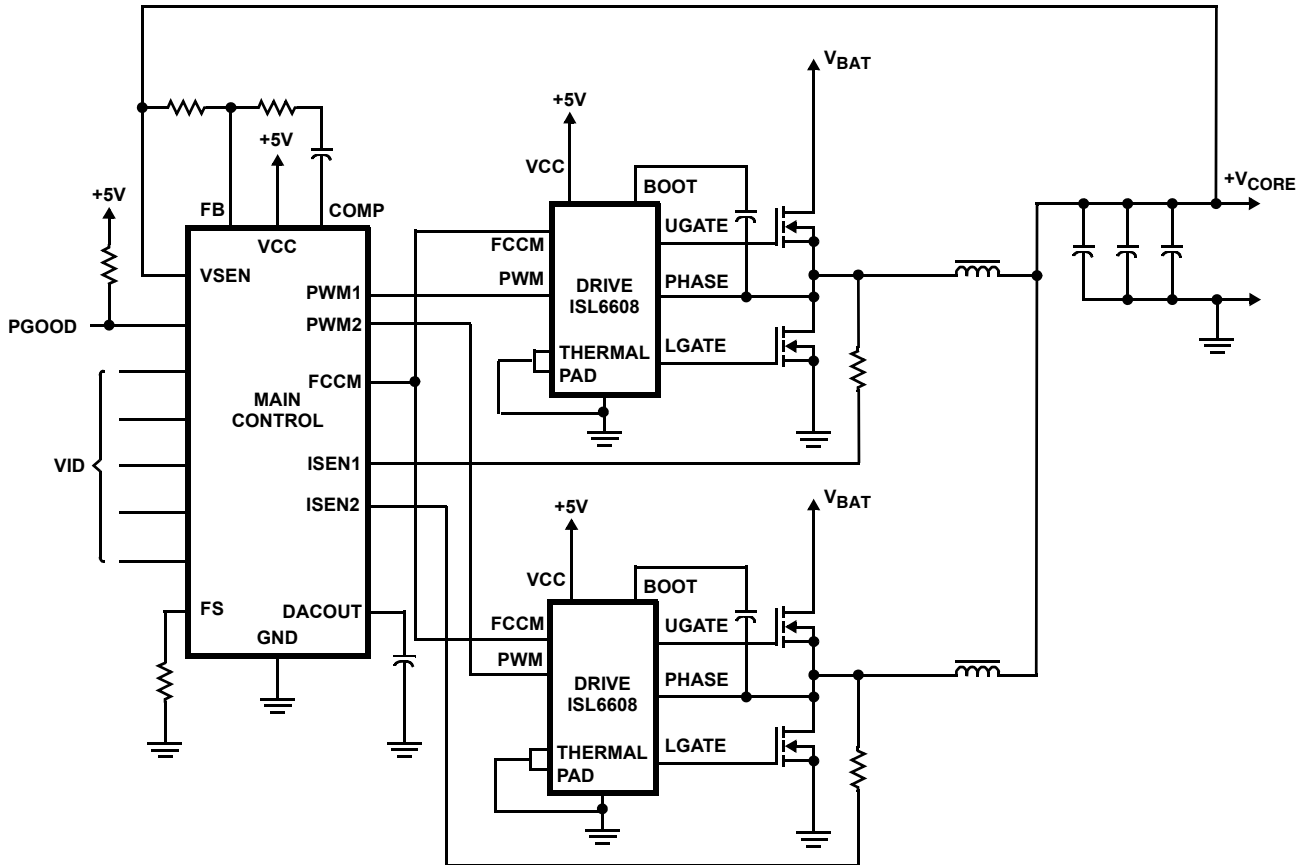 V_BAT
+5V
+5V
VCC
BOOT
+V_CORE
+5V
FB
COMP
VCC
UGATE
FCCM
VSEN
PWM
DRIVE
ISL6608
PHASE
PWM1
PGOOD
PWM2
THERMAL
PAD
LGATE
FCCM
MAIN
CONTROL
VID
ISEN1
ISEN2
V_BAT
+5V
VCC
BOOT
FS
DACOUT
GND
FCCM
UGATE
PWM
DRIVE
ISL6608
PHASE
THERMAL
PAD
LGATE